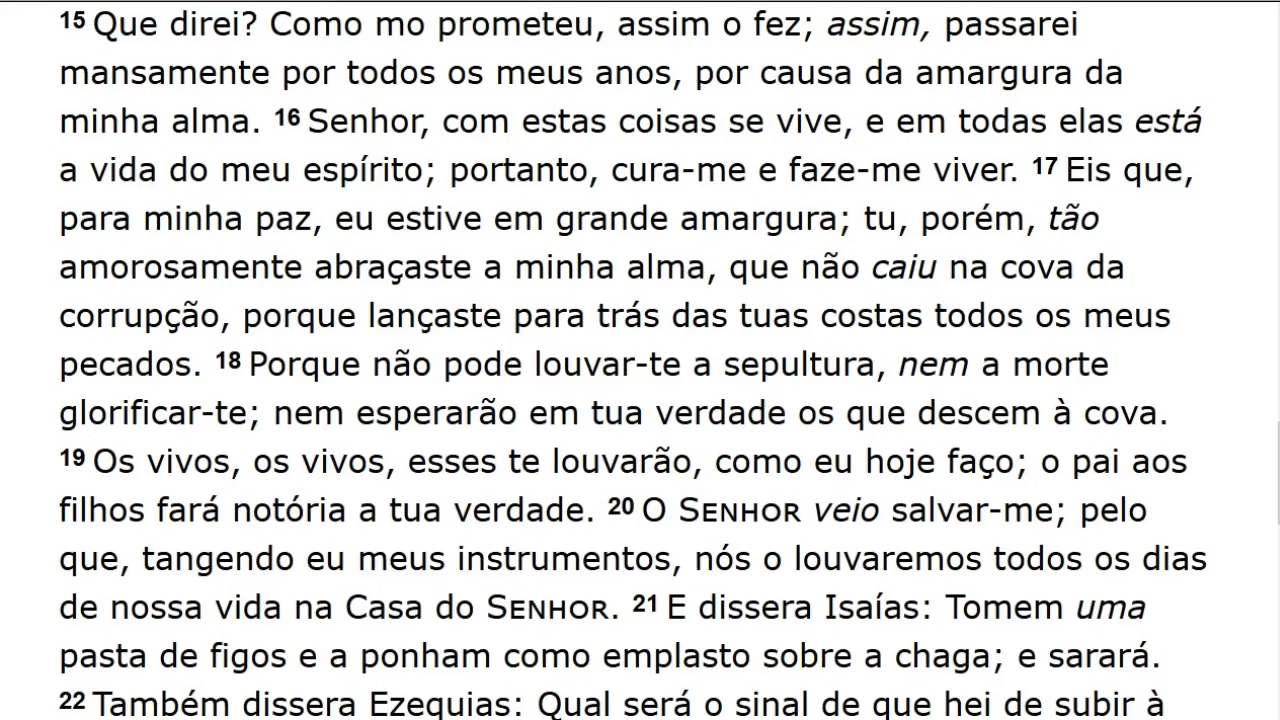 15 Que direi? Como mo prometeu, assim o fez; assim, passarei
mansamente por todos os meus anos, por causa da amargura da
minha alma. 16 Senhor, com estas coisas se vive, e em todas elas está
a vida do meu espírito; portanto, cura-me e faze-me viver. 17 Eis que,
para minha paz, eu estive em grande amargura; tu, porém, tão
amorosamente abraçaste a minha alma, que não caiu na cova da
corrupção, porque lançaste para trás das tuas costas todos os meus
pecados. 18 Porque não pode louvar-te a sepultura, nem a morte
glorificar-te; nem esperarão em tua verdade os que descem à cova.
19 Os vivos, os vivos, esses te louvarão, como eu hoje faço; o pai aos
filhos fará notória a tua verdade. 20 O SENHOR veio salvar-me; pelo
que, tangendo eu meus instrumentos, nós o louvaremos todos os dias
de nossa vida na Casa do SENHOR. 21 E dissera Isaías: Tomem uma
pasta de figos e a ponham como emplasto sobre a chaga; e sarará.
22 Também dissera Ezequias: Qual será o sinal de que hei de subir à